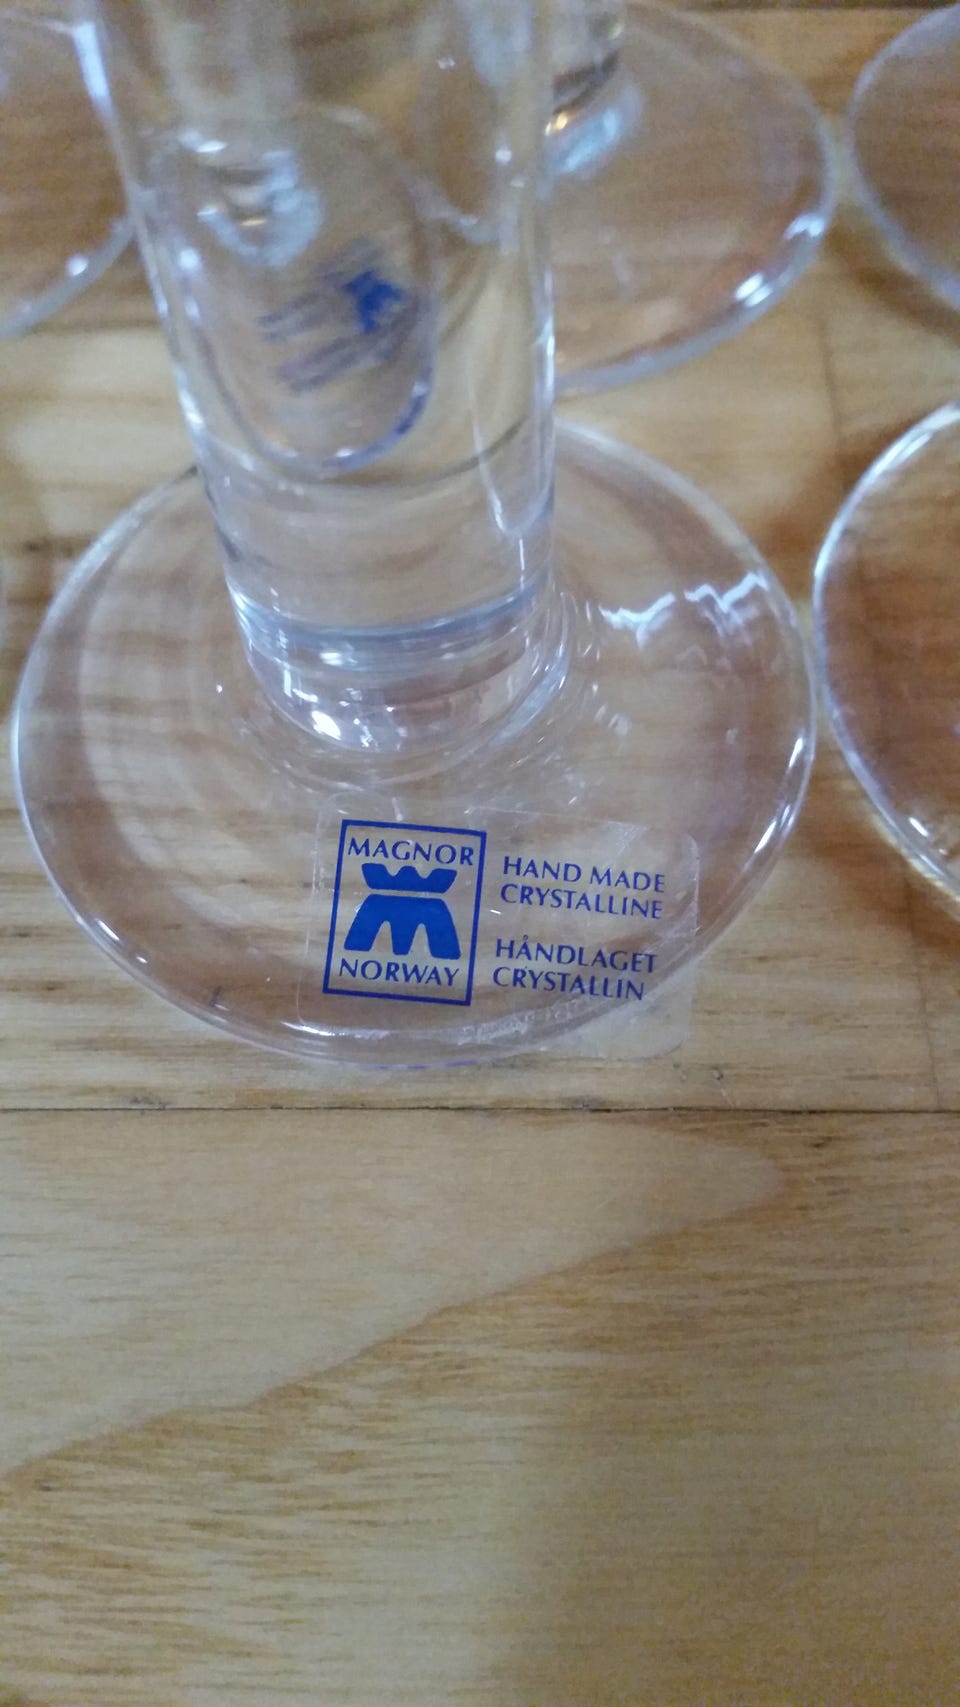 MAGNOR
NORWAY
HAND MADE
CRYSTALLINE
HÅNDLAGET
CRYSTALLIN